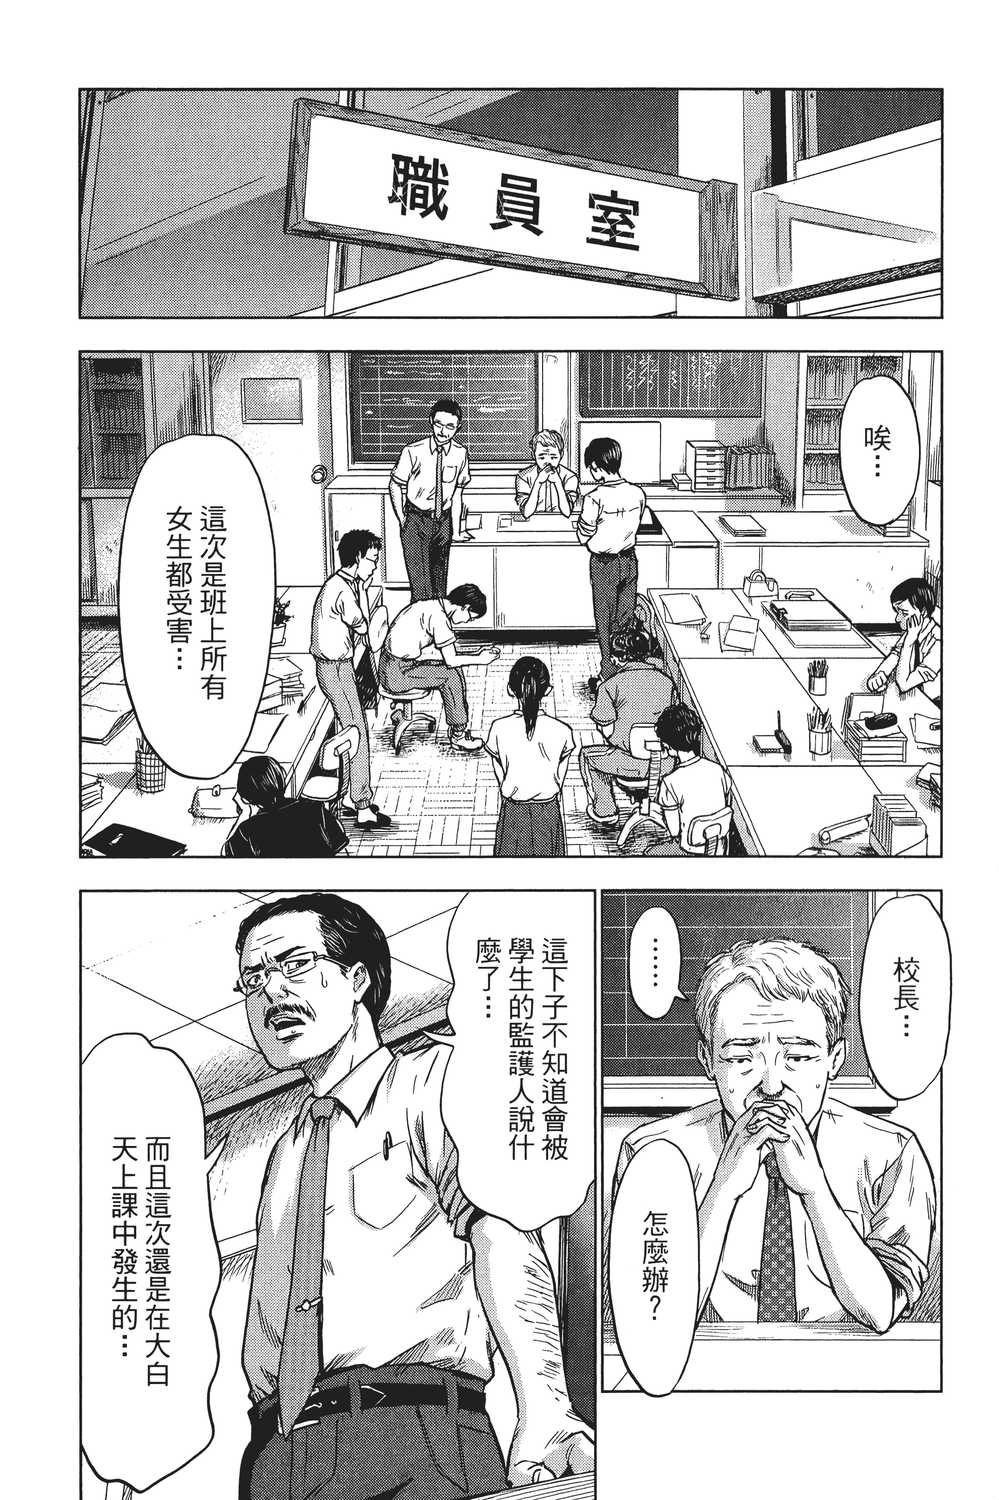 職員室
唉…
這次是班上所有
女生都受害…
校長…
……
怎麼辦?
這下子不知道會被
學生的監護人說什
麼了…
而且這次還是在大白
天上課中發生的…